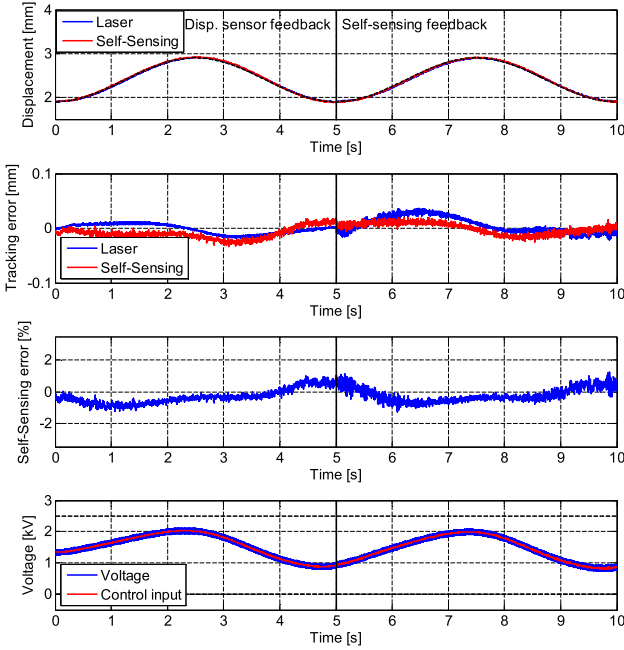 Displacement [mm]
4
3
2
Laser
Self-Sensing
Disp. sensor feedback
Self-sensing feedback
0 1 2 3 4 5 6 7 8 9 10
Time [s]
Tracking error [mm]
0.1
0
-0.1
Laser
Self-Sensing
0 1 2 3 4 5 6 7 8 9 10
Time [s]
Self-Sensing error [%]
2
0
-2
0 1 2 3 4 5 6 7 8 9 10
Time [s]
Voltage [kV]
3
2
1
0
Voltage
Control input
0 1 2 3 4 5 6 7 8 9 10
Time [s]